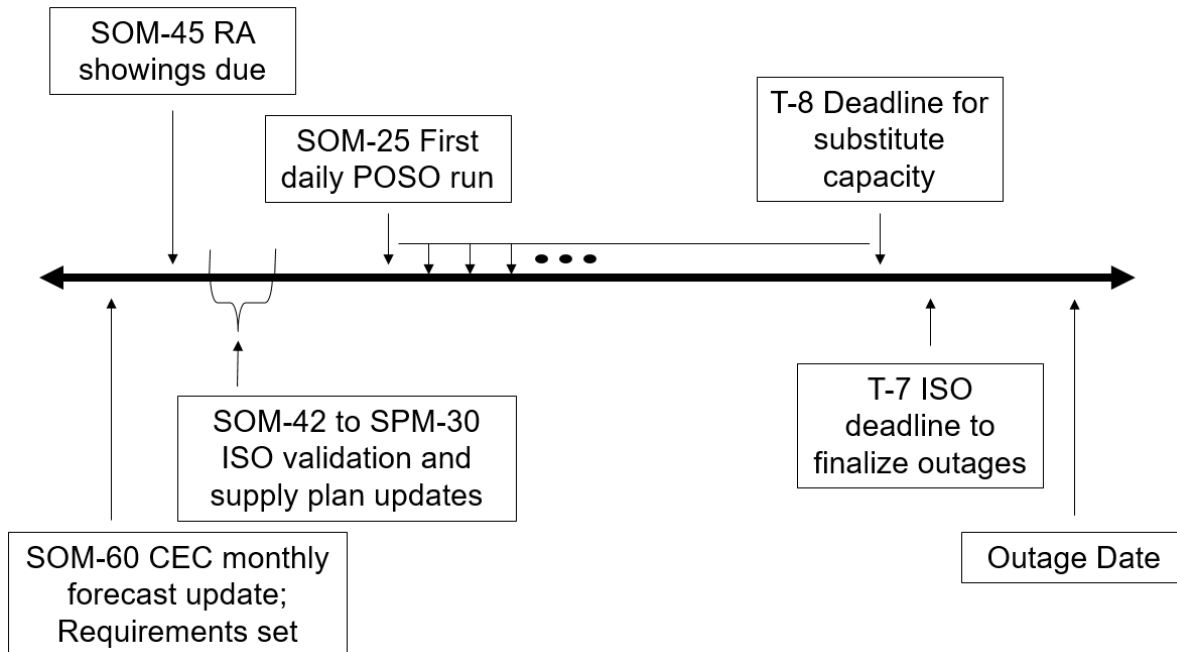 SOM-45 RA
showings due
SOM-25 First
daily POSO run
T-8 Deadline for
substitute
capacity
SOM-42 to SPM-30
ISO validation and
supply plan updates
T-7 ISO
deadline to
finalize outages
SOM-60 CEC monthly
forecast update;
Requirements set
Outage Date